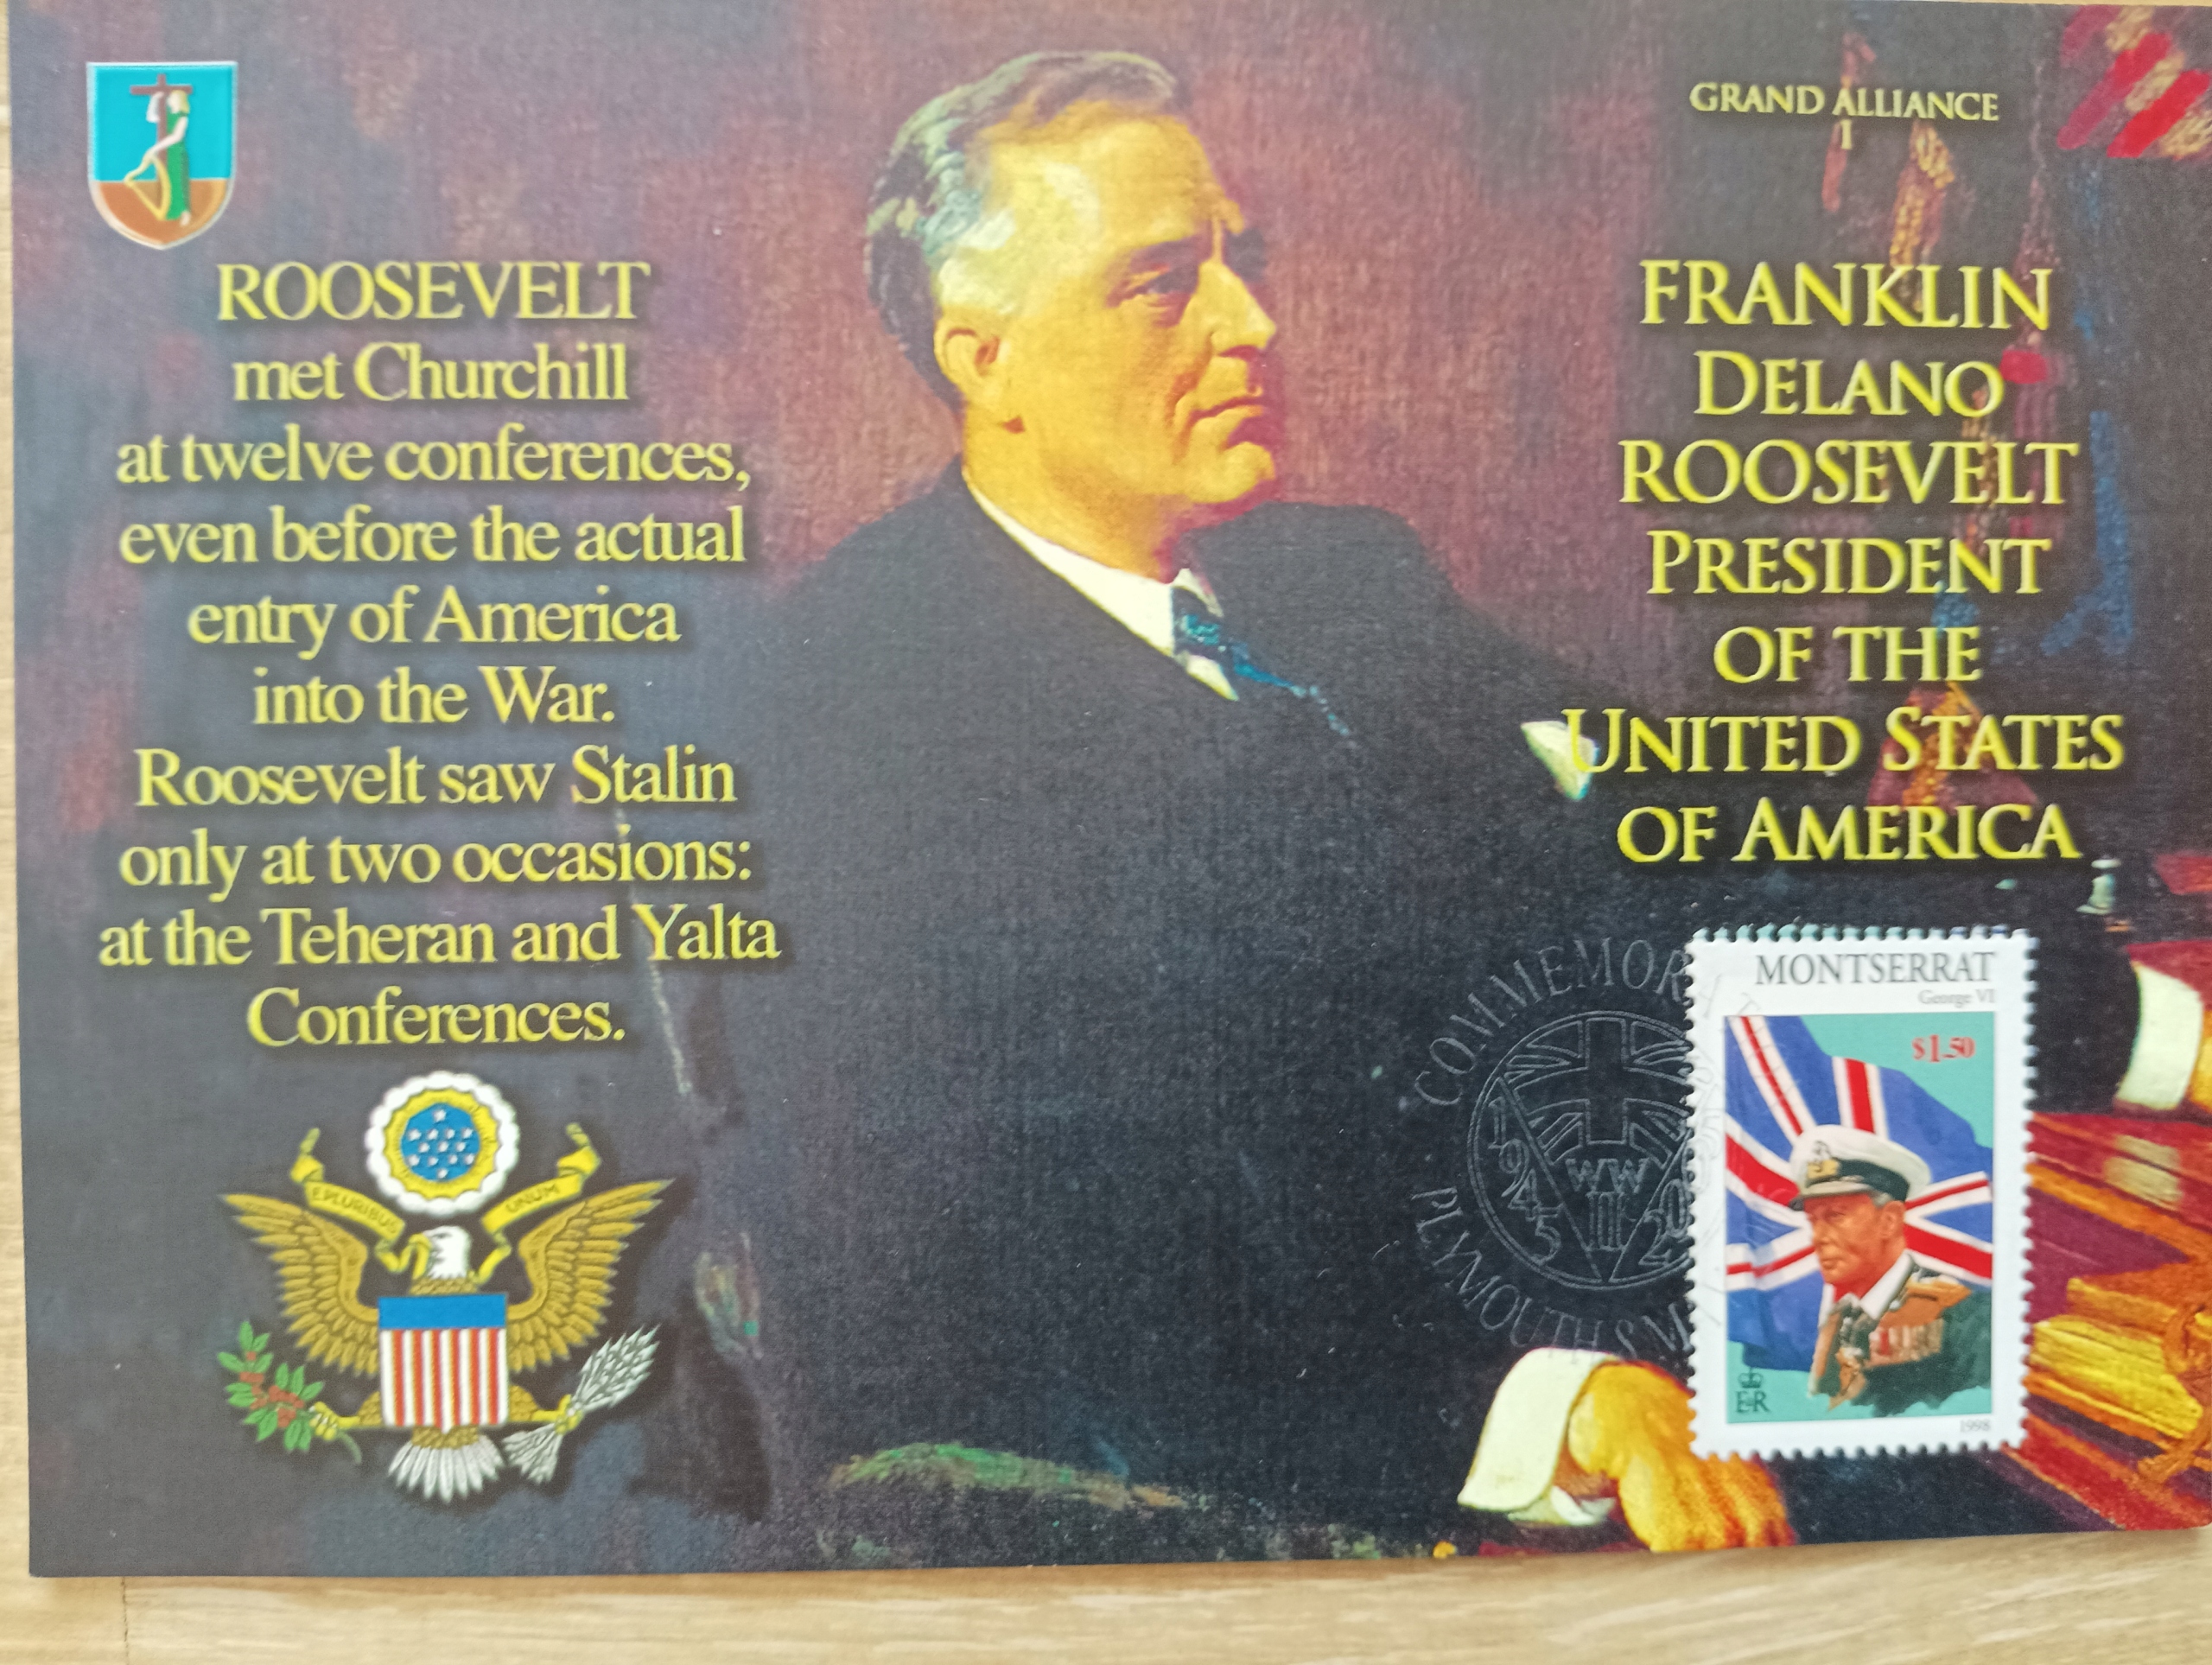 GRAND ALLIANCE
I
ROOSEVELT
met Churchill
at twelve conferences,
even before the actual
entry of America
into the War.
Roosevelt saw Stalin
only at two occasions:
at the Teheran and Yalta
Conferences.
E PLURIBUS UNUM
FRANKLIN
DELANO
ROOSEVELT
PRESIDENT
OF THE
UNITED STATES
OF AMERICA
PLYMOUTH
1945
WW
II
MONTSERRAT
George VI
$1.50
ER
1998